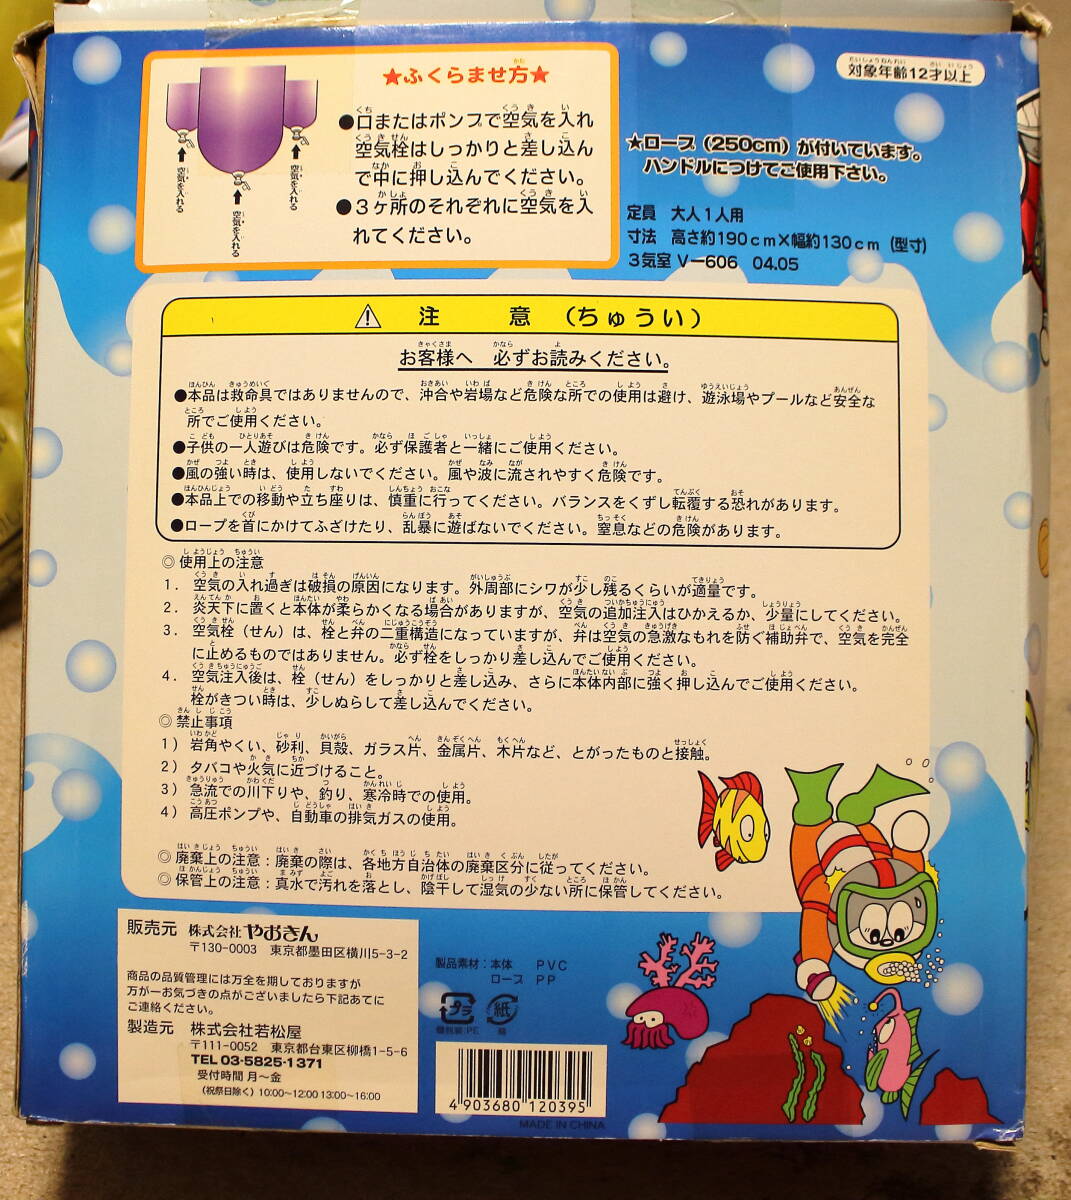 ★ふくらませ方★
●口またはポンプで空気を入れ
空気栓はしっかりと差し込ん
で中に押し込んでください。
●3ヶ所のそれぞれに空気を入
れてください。
空気を入れる
空気を入れる
空気を入れる
対象年齢12才以上
★ロープ（250cm）が付いています。
ハンドルにつけてご使用下さい。
定員　大人1人用
寸法　高さ約190cm×幅約130cm（型寸）
3気室 V－606　04.05
⚠ 注　意（ちゅうい）
お客様へ　必ずお読みください。
●本品は救命具ではありませんので、沖合や岩場など危険な所での使用は避け、遊泳場やプールなど安全な
所でご使用ください。
●子供の一人遊びは危険です。必ず保護者と一緒にご使用ください。
●風の強い時は、使用しないでください。風や波に流されやすく危険です。
●本品上での移動や立ち座りは、慎重に行ってください。バランスをくずし転覆する恐れがあります。
●ロープを首にかけてふざけたり、乱暴に遊ばないでください。窒息などの危険があります。
◎使用上の注意
1．空気の入れ過ぎは破損の原因になります。外周部にシワが少し残るくらいが適量です。
2．炎天下に置くと本体が柔らかくなる場合がありますが、空気の追加注入はひかえるか、少量にしてください。
3．空気栓（せん）は、栓と弁の二重構造になっていますが、弁は空気の急激なもれを防ぐ補助弁で、空気を完全
に止めるものではありません。必ず栓をしっかり差し込んでご使用ください。
4．空気注入後は、栓（せん）をしっかりと差し込み、さらに本体内部に強く押し込んでご使用ください。
栓がきつい時は、少しぬらして差し込んでください。
◎禁止事項
1）岩角やくい、砂利、貝殻、ガラス片、金属片、木片など、とがったものと接触。
2）タバコや火気に近づけること。
3）急流での川下りや、釣り、寒冷時での使用。
4）高圧ポンプや、自動車の排気ガスの使用。
◎廃棄上の注意：廃棄の際は、各地方自治体の廃棄区分に従ってください。
◎保管上の注意：真水で汚れを落とし、陰干して湿気の少ない所に保管してください。
販売元　株式会社 やおきん
〒130-0003　東京都墨田区横川5-3-2
商品の品質管理には万全を期しておりますが
万が一お気づきの点がございましたら下記あてに
ご連絡ください。
製造元　株式会社若松屋
〒111-0052　東京都台東区柳橋1-5-6
TEL 03-5825-1371
受付時間 月〜金
（祝祭日除く）10:00〜12:00 13:00〜16:00
製品素材：本体　PVC
ロープ　PP
プラ
紙
個包装:PE
箱
4 903680 120395
MADE IN CHINA